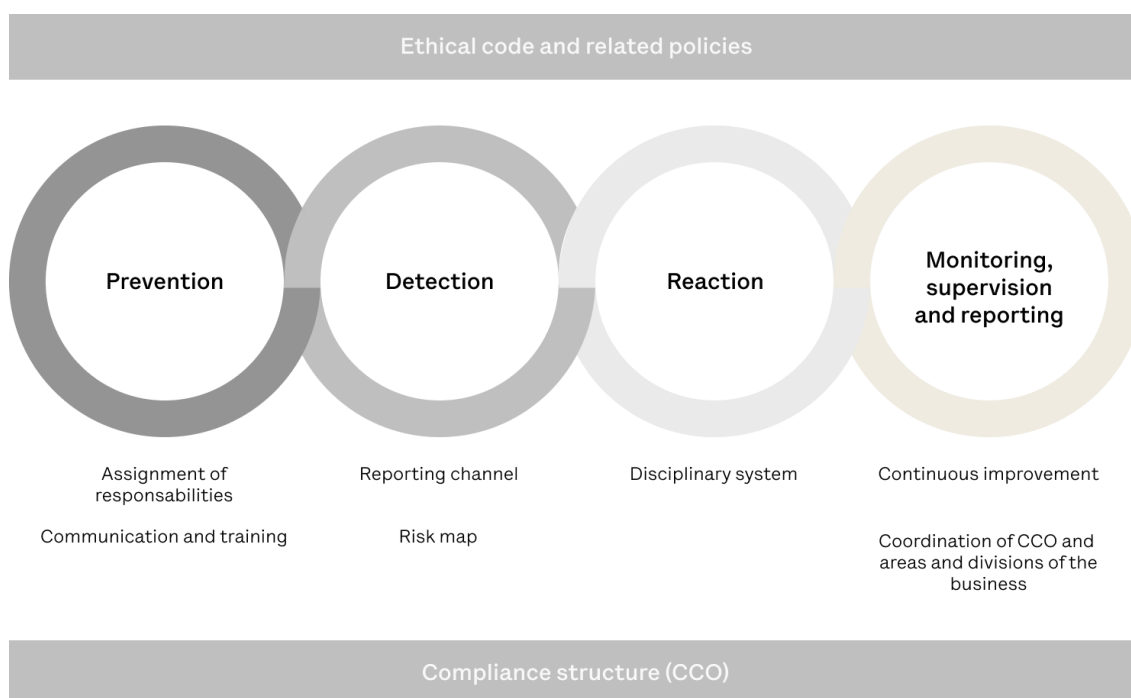 Ethical code and related policies
Prevention
Detection
Reaction
Monitoring,
supervision
and reporting
Assignment of
responsabilities
Communication and training
Reporting channel
Risk map
Disciplinary system
Continuous improvement
Coordination of CCO and
areas and divisions of the
business
Compliance structure (CCO)